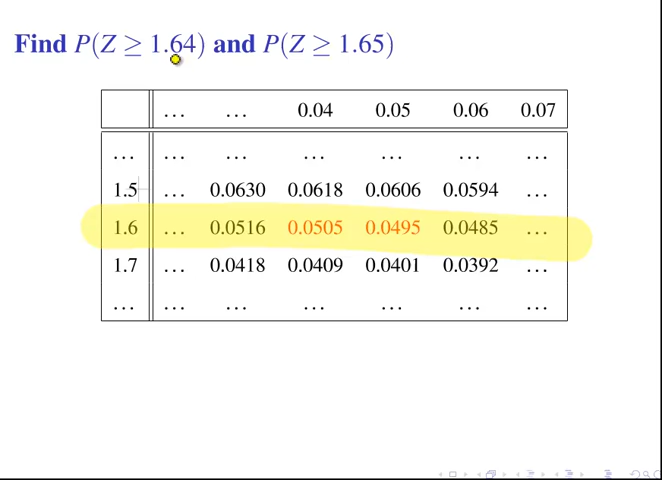 Find P(Z ≥ 1.64) and P(Z ≥ 1.65)
... ... 0.04 0.05 0.06 0.07
... ... ... ... ... ... ...
1.5 ... 0.0630 0.0618 0.0606 0.0594 ...
1.6 ... 0.0516 0.0505 0.0495 0.0485 ...
1.7 ... 0.0418 0.0409 0.0401 0.0392 ...
... ... ... ... ... ... ...